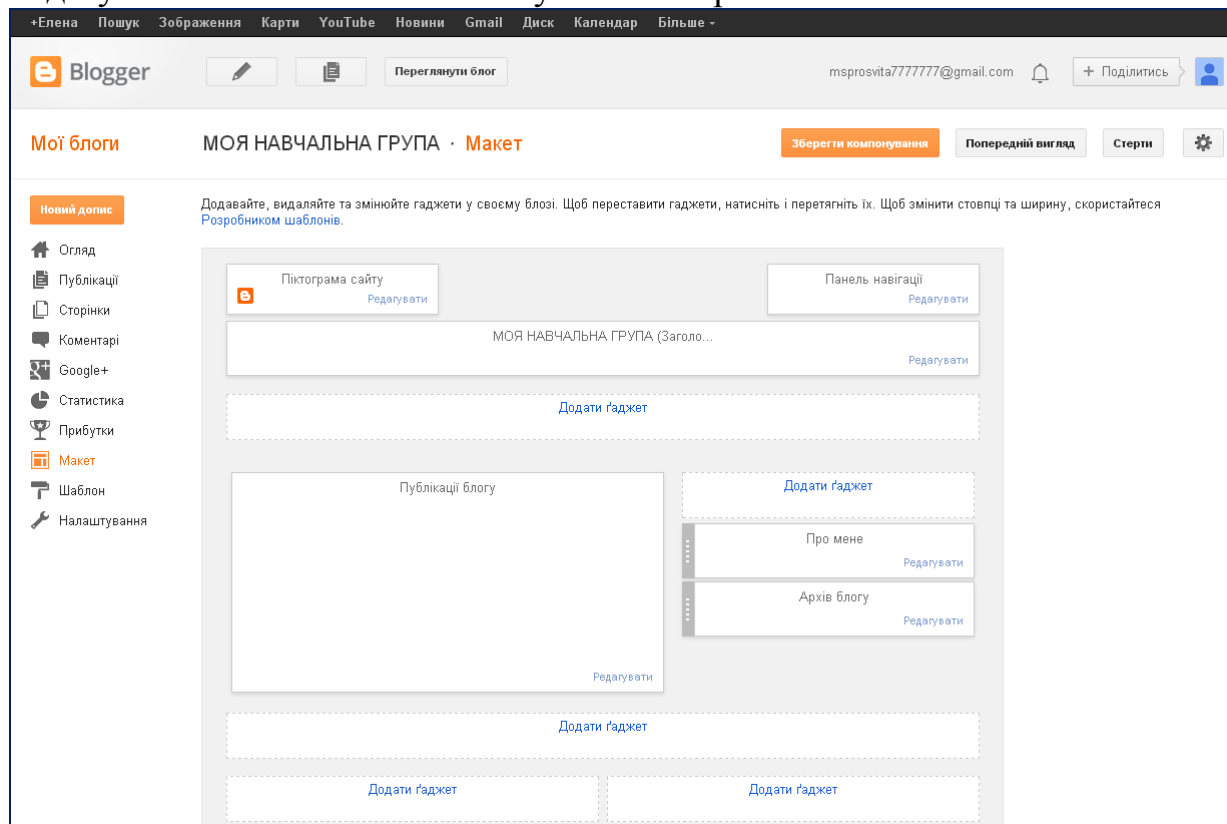 +Елена Пошук Зображення Карти YouTube Новини Gmail Диск Календар Більше
Blogger Переглянути блог msprosvita7777777@gmail.com + Поділитись
Мої блоги МОЯ НАВЧАЛЬНА ГРУПА · Макет Зберегти компонування Попередній вигляд Стерти
Новий допис
Додавайте, видаляйте та змінюйте гаджети у своєму блозі. Щоб переставити гаджети, натисніть і перетягніть їх. Щоб змінити стовпці та ширину, скористайтеся
Розробником шаблонів.
Огляд
Публікації
Сторінки
Коментарі
Google+
Статистика
Прибутки
Макет
Шаблон
Налаштування
Піктограма сайту
Редагувати
Панель навігації
Редагувати
МОЯ НАВЧАЛЬНА ГРУПА (Заголо...
Редагувати
Додати ґаджет
Публікації блогу
Редагувати
Додати ґаджет
Про мене
Редагувати
Архів блогу
Редагувати
Додати ґаджет
Додати ґаджет Додати ґаджет